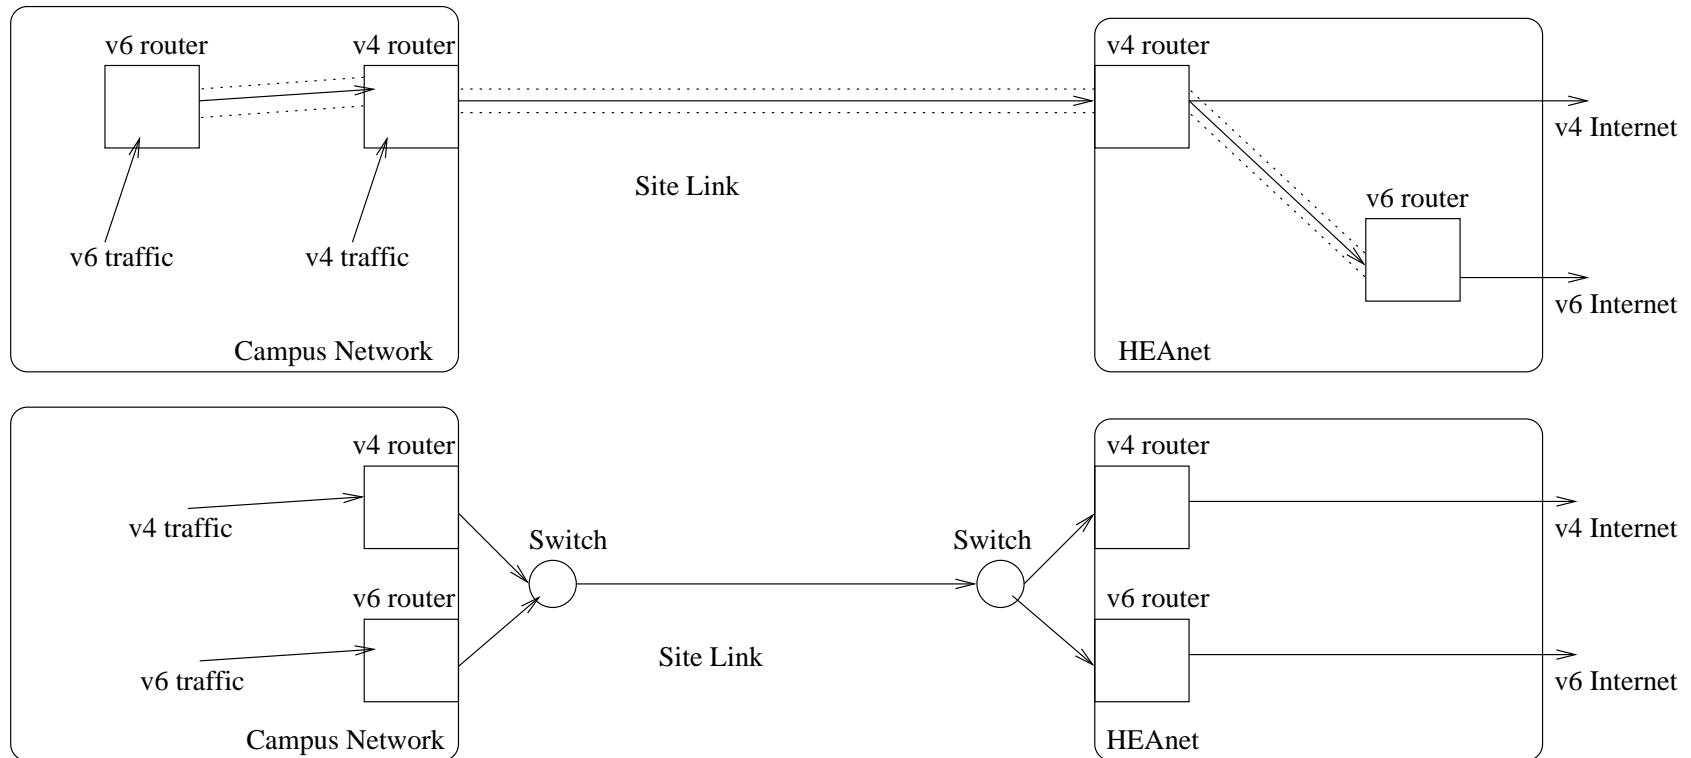 v6 router
v4 router
v4 router
v4 Internet
Site Link
v6 router
v6 traffic
v4 traffic
v6 Internet
Campus Network
HEAnet
v4 router
v4 router
v4 traffic
Switch
Switch
v4 Internet
v6 router
v6 router
Site Link
v6 traffic
v6 Internet
Campus Network
HEAnet